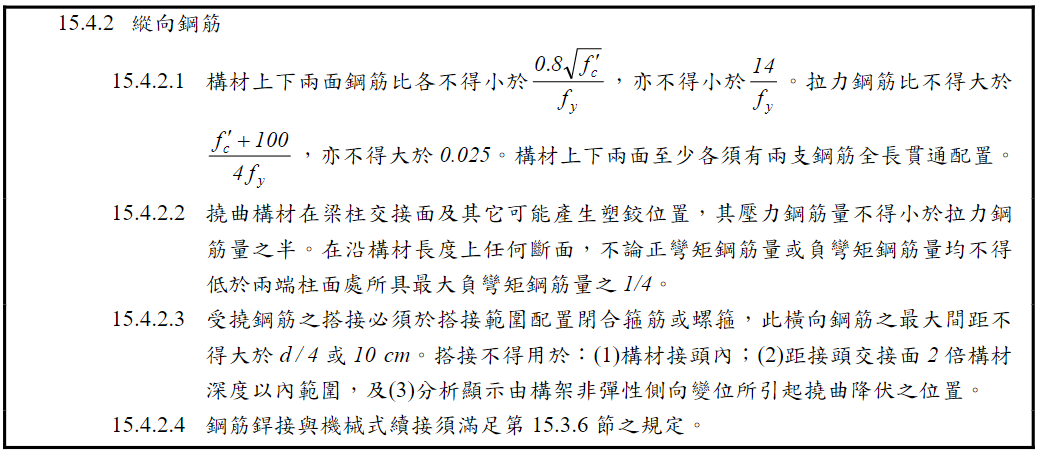 15.4.2 縱向鋼筋
15.4.2.1 構材上下兩面鋼筋比各不得小於 \frac{0.8\sqrt{f'_c}}{f_y},亦不得小於 \frac{14}{f_y}。拉力鋼筋比不得大於
\frac{f'_c+100}{4f_y},亦不得大於 0.025。構材上下兩面至少各須有兩支鋼筋全長貫通配置。
15.4.2.2 撓曲構材在梁柱交接面及其它可能產生塑鉸位置,其壓力鋼筋量不得小於拉力鋼
筋量之半。在沿構材長度上任何斷面,不論正彎矩鋼筋量或負彎矩鋼筋量均不得
低於兩端柱面處所具最大負彎矩鋼筋量之 1/4。
15.4.2.3 受撓鋼筋之搭接必須於搭接範圍配置閉合箍筋或螺箍,此橫向鋼筋之最大間距不
得大於 d/4 或 10 cm。搭接不得用於:(1)構材接頭內;(2)距接頭交接面 2 倍構材
深度以內範圍,及(3)分析顯示由構架非彈性側向變位所引起撓曲降伏之位置。
15.4.2.4 鋼筋銲接與機械式續接須滿足第 15.3.6 節之規定。